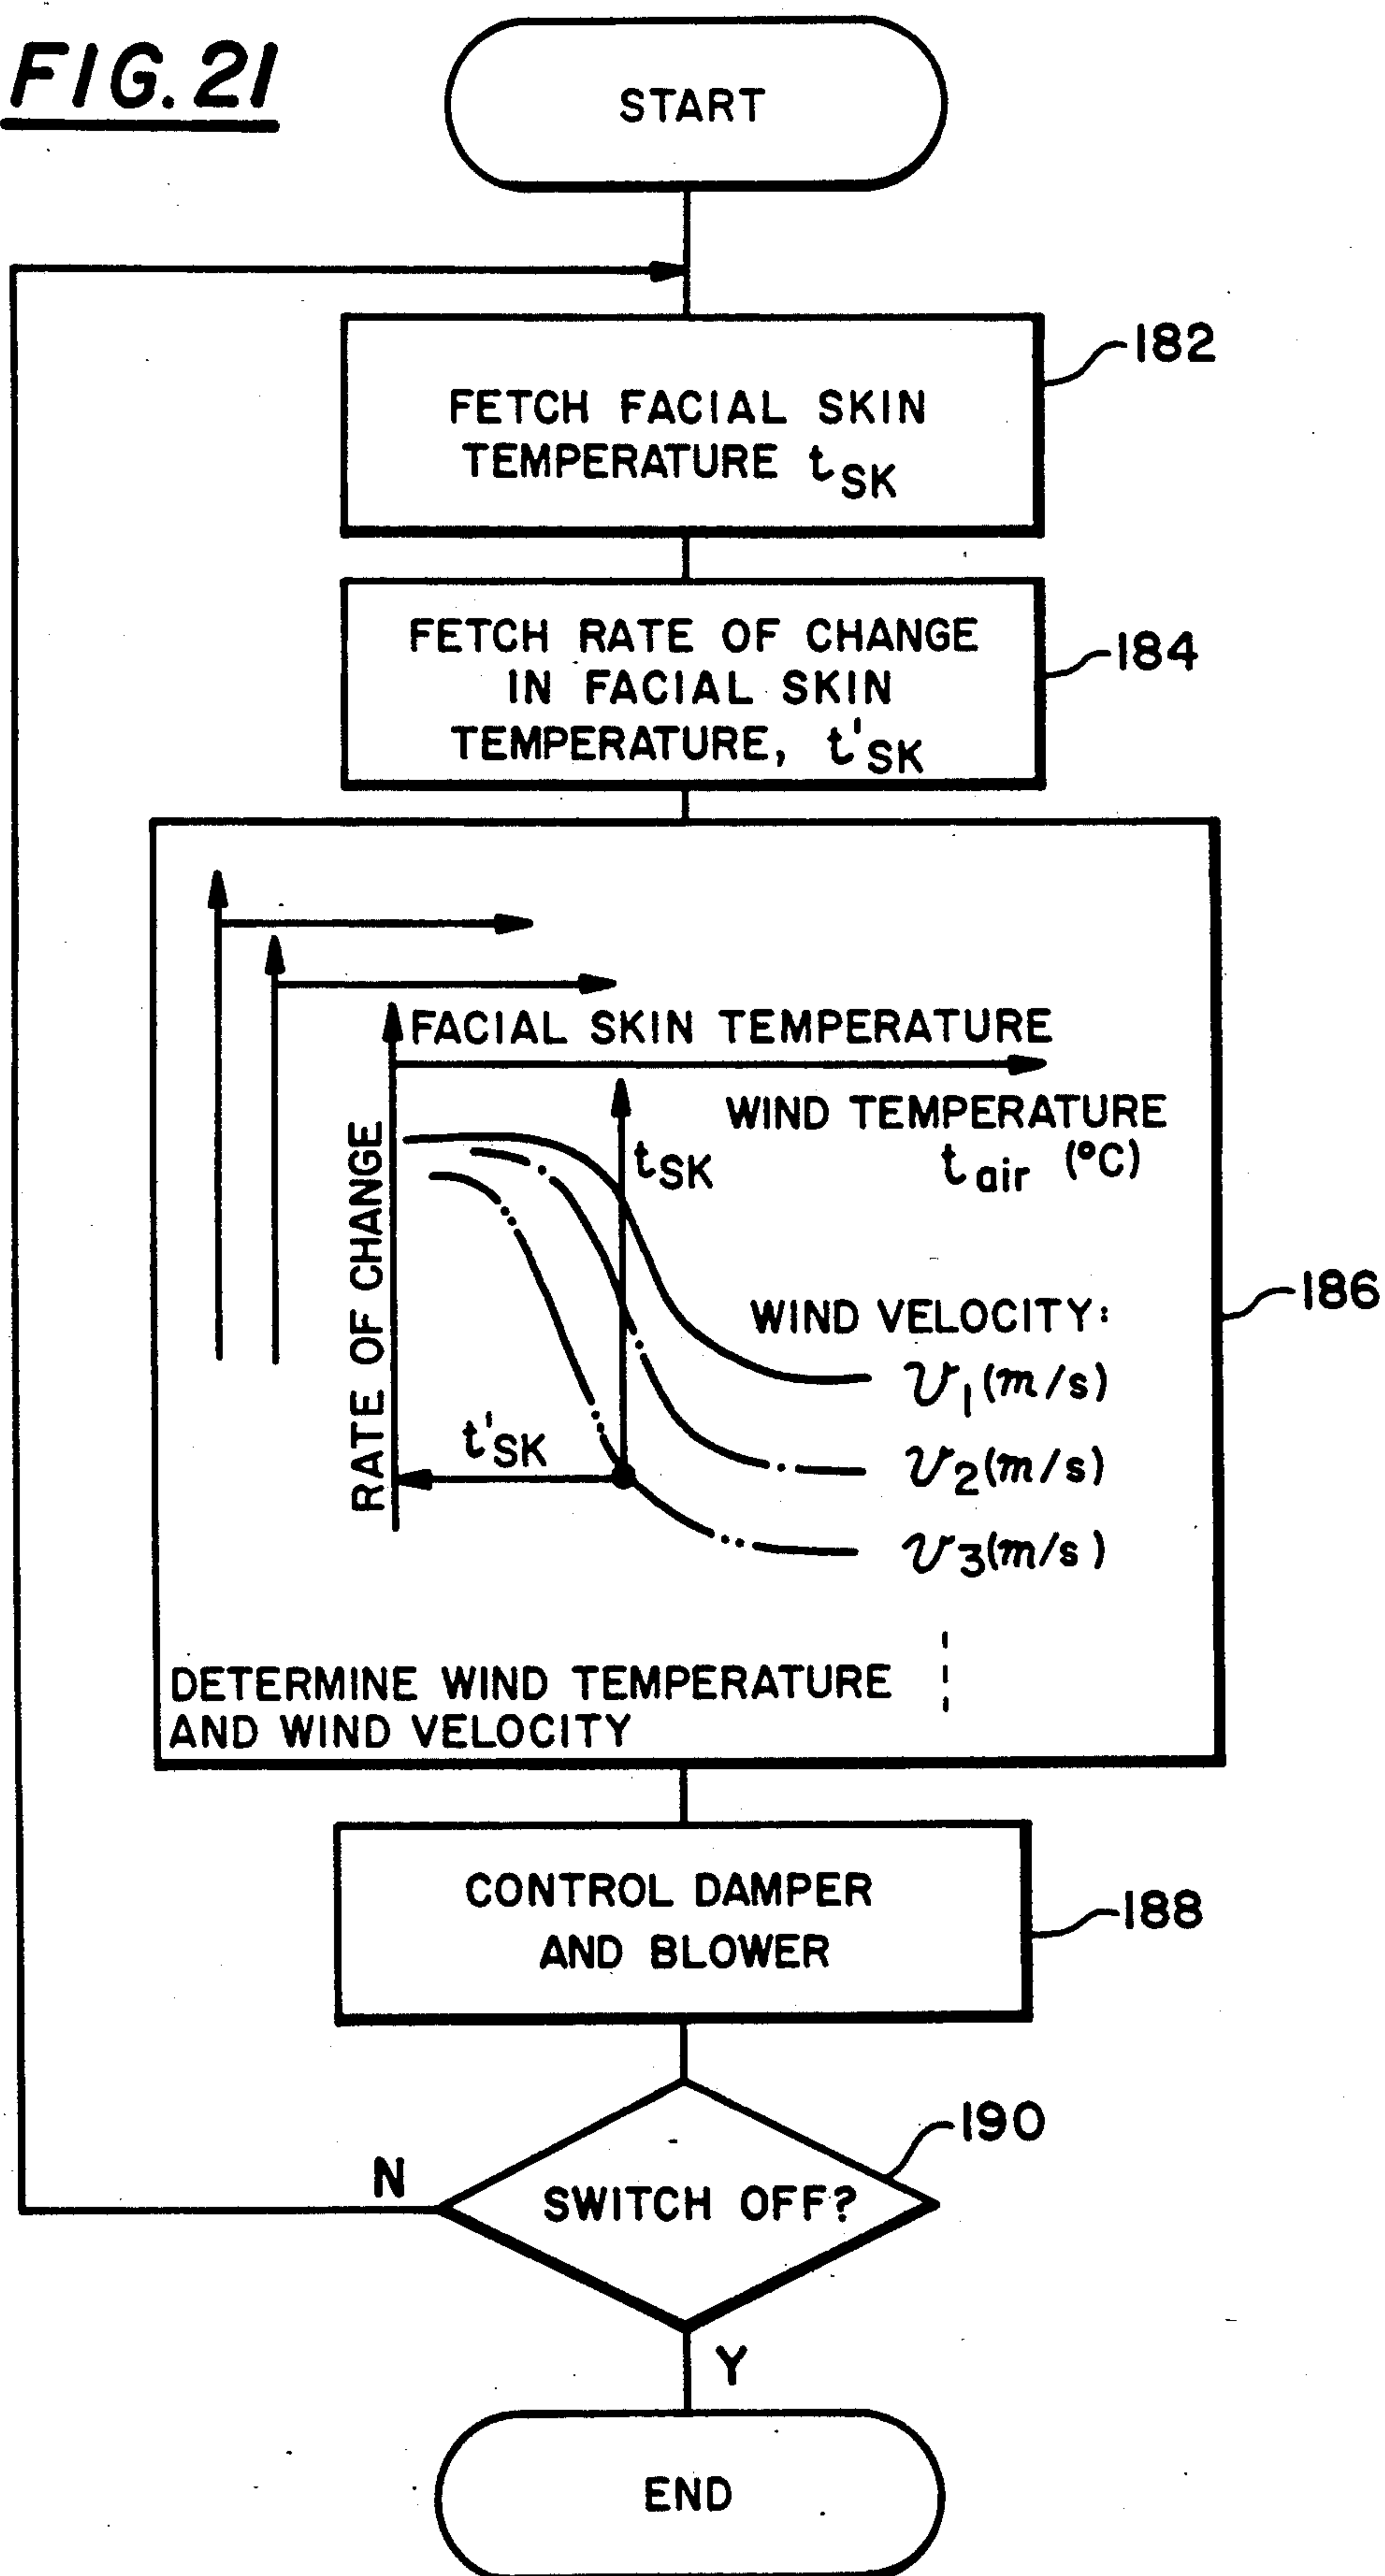 FIG. 21
START
182
FETCH FACIAL SKIN
TEMPERATURE tSK
184
FETCH RATE OF CHANGE
IN FACIAL SKIN
TEMPERATURE, t'SK
186
FACIAL SKIN TEMPERATURE
WIND TEMPERATURE
tair (°C)
tSK
RATE OF CHANGE
t'SK
WIND VELOCITY:
v1(m/s)
v2(m/s)
v3(m/s)
DETERMINE WIND TEMPERATURE
AND WIND VELOCITY
188
CONTROL DAMPER
AND BLOWER
190
N
SWITCH OFF?
Y
END